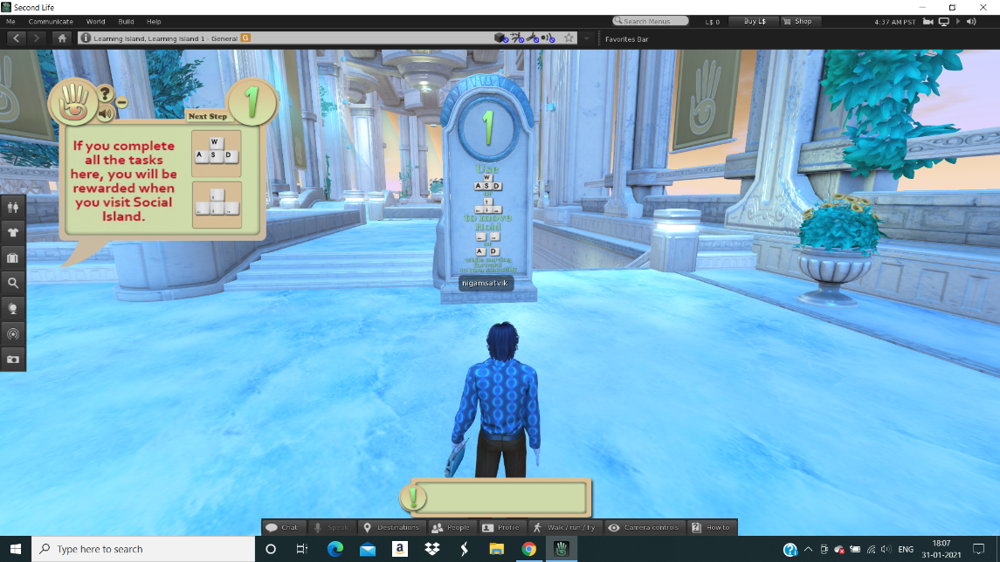 Second Life
Me Communicate World Build Help
Search Menus
L$ 0
Buy L$
Shop
4:37 AM PST
Learning Island, Learning Island 1 - General G
Favorites Bar
?
Next Step
1
If you complete
all the tasks
here, you will be
rewarded when
you visit Social
Island.
W
A S D
1
Use
W
A S D
or
to move
Hold
or
A D
while moving
forward
nigamsatvik
!
Chat
Speak
Destinations
People
Profile
Walk / run / fly
Camera controls
How to
Type here to search
ENG
18:07
31-01-2021